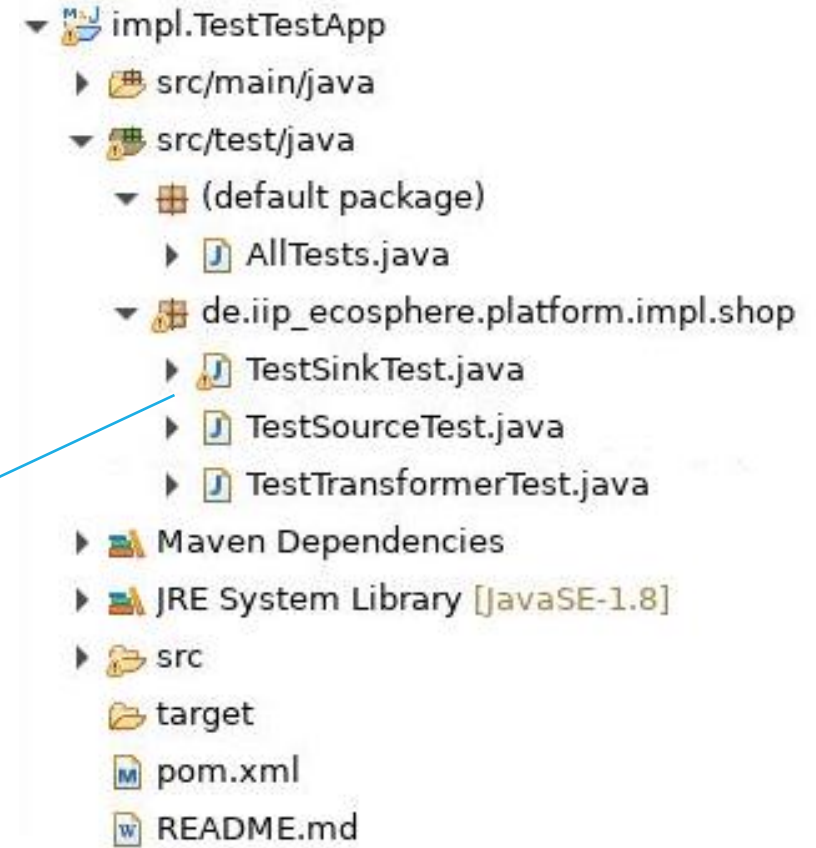 impl.TestTestApp
src/main/java
src/test/java
(default package)
AllTests.java
de.iip_ecosphere.platform.impl.shop
TestSinkTest.java
TestSourceTest.java
TestTransformerTest.java
Maven Dependencies
JRE System Library [JavaSE-1.8]
src
target
pom.xml
README.md